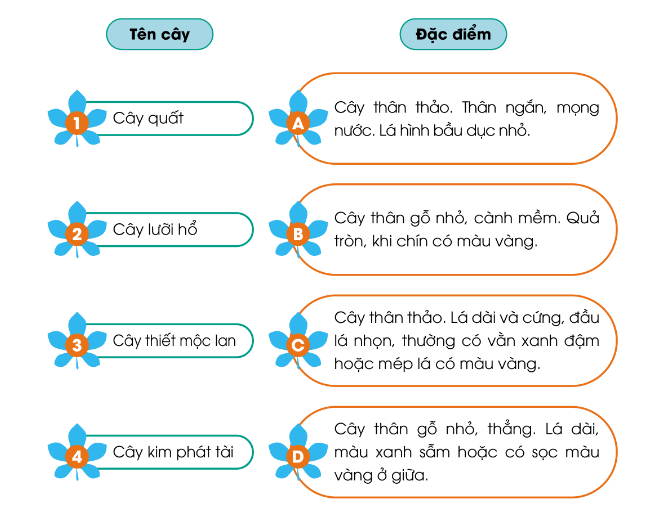 Tên cây
Đặc điểm
1 Cây quất
A Cây thân thảo. Thân ngắn, mọng
nước. Lá hình bầu dục nhỏ.
2 Cây lưỡi hổ
B Cây thân gỗ nhỏ, cành mềm. Quả
tròn, khi chín có màu vàng.
3 Cây thiết mộc lan
C Cây thân thảo. Lá dài và cứng, đầu
lá nhọn, thường có vằn xanh đậm
hoặc mép lá có màu vàng.
4 Cây kim phát tài
D Cây thân gỗ nhỏ, thẳng. Lá dài,
màu xanh sẫm hoặc có sọc màu
vàng ở giữa.